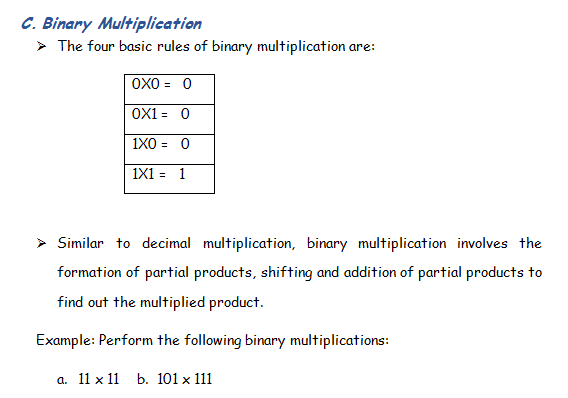 C. Binary Multiplication
➢ The four basic rules of binary multiplication are:
0X0 = 0
0X1 = 0
1X0 = 0
1X1 = 1
➢ Similar to decimal multiplication, binary multiplication involves the
formation of partial products, shifting and addition of partial products to
find out the multiplied product.
Example: Perform the following binary multiplications:
a. 11 x 11 b. 101 x 111